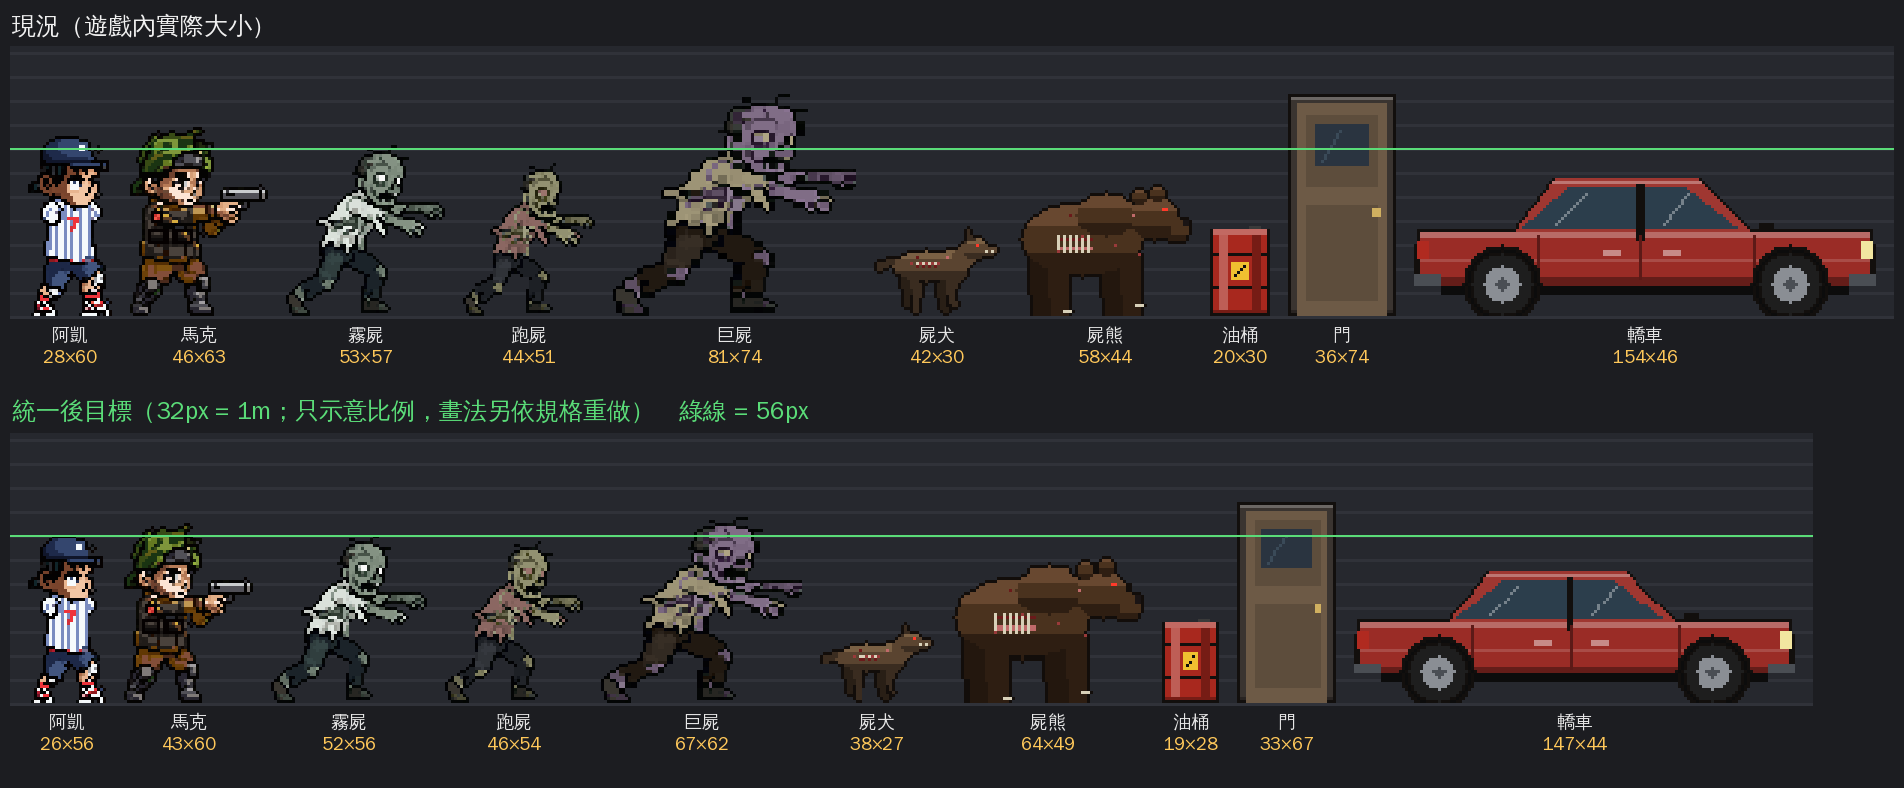 現況（遊戲內實際大小）
阿凱 馬克 霧屍 跑屍 巨屍 屍犬 屍熊 油桶 門 轎車
28×60 46×63 53×57 44×51 81×74 42×30 58×44 20×30 36×74 154×46
統一後目標（32px = 1m；只示意比例，畫法另依規格重做） 綠線 = 56px
阿凱 馬克 霧屍 跑屍 巨屍 屍犬 屍熊 油桶 門 轎車
26×56 43×60 52×56 46×54 67×62 38×27 64×49 19×28 33×67 147×44